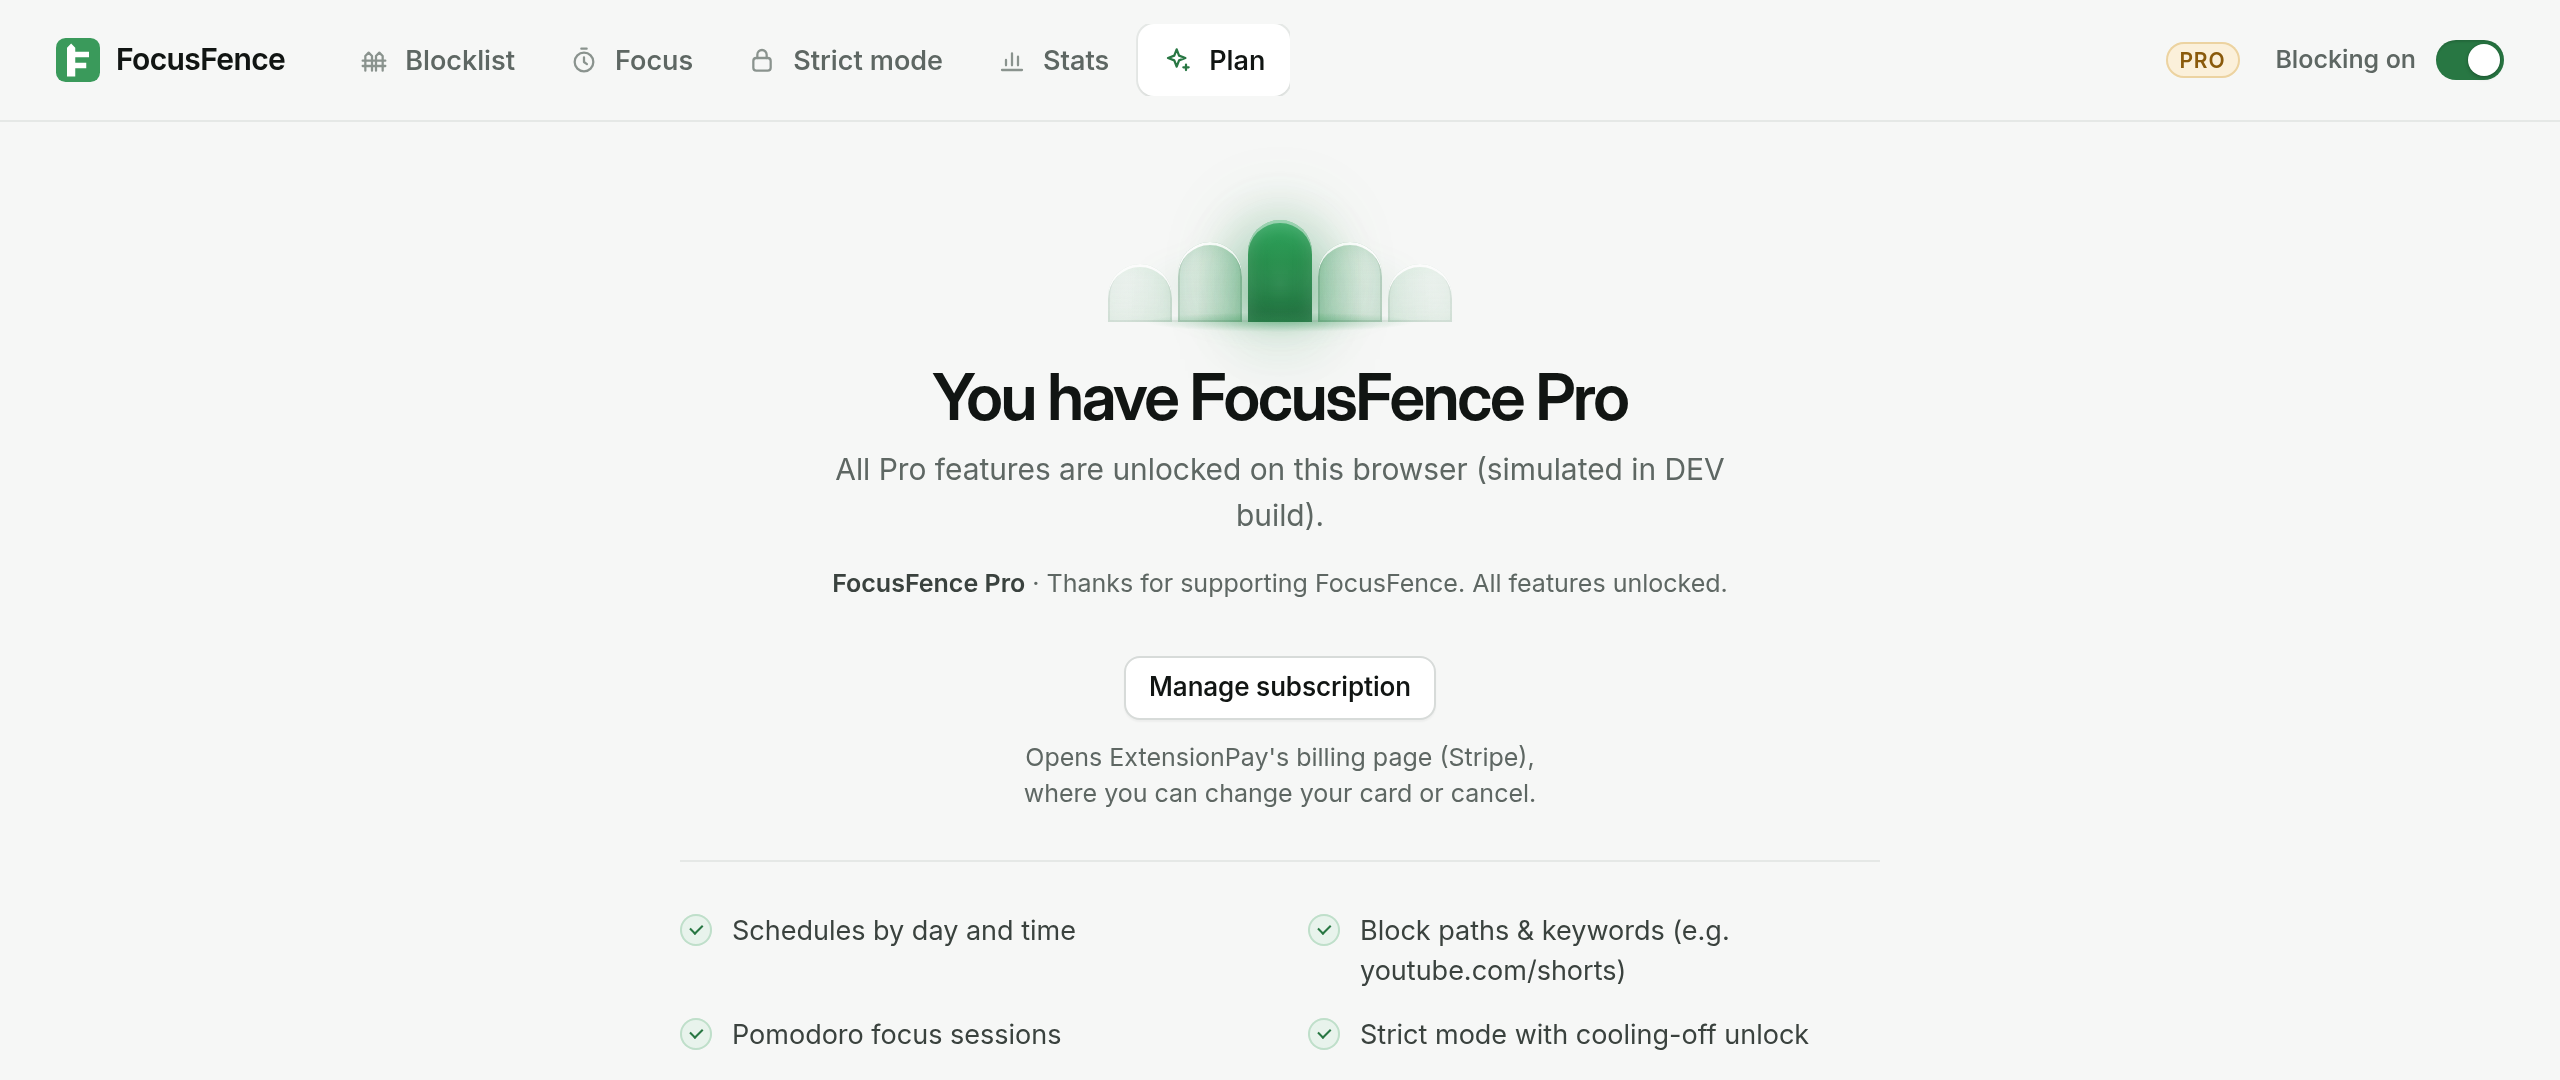 FocusFence
Blocklist
Focus
Strict mode
Stats
Plan
PRO
Blocking on
You have FocusFence Pro
All Pro features are unlocked on this browser (simulated in DEV
build).
FocusFence Pro · Thanks for supporting FocusFence. All features unlocked.
Manage subscription
Opens ExtensionPay's billing page (Stripe),
where you can change your card or cancel.
Schedules by day and time
Block paths & keywords (e.g.
youtube.com/shorts)
Pomodoro focus sessions
Strict mode with cooling-off unlock